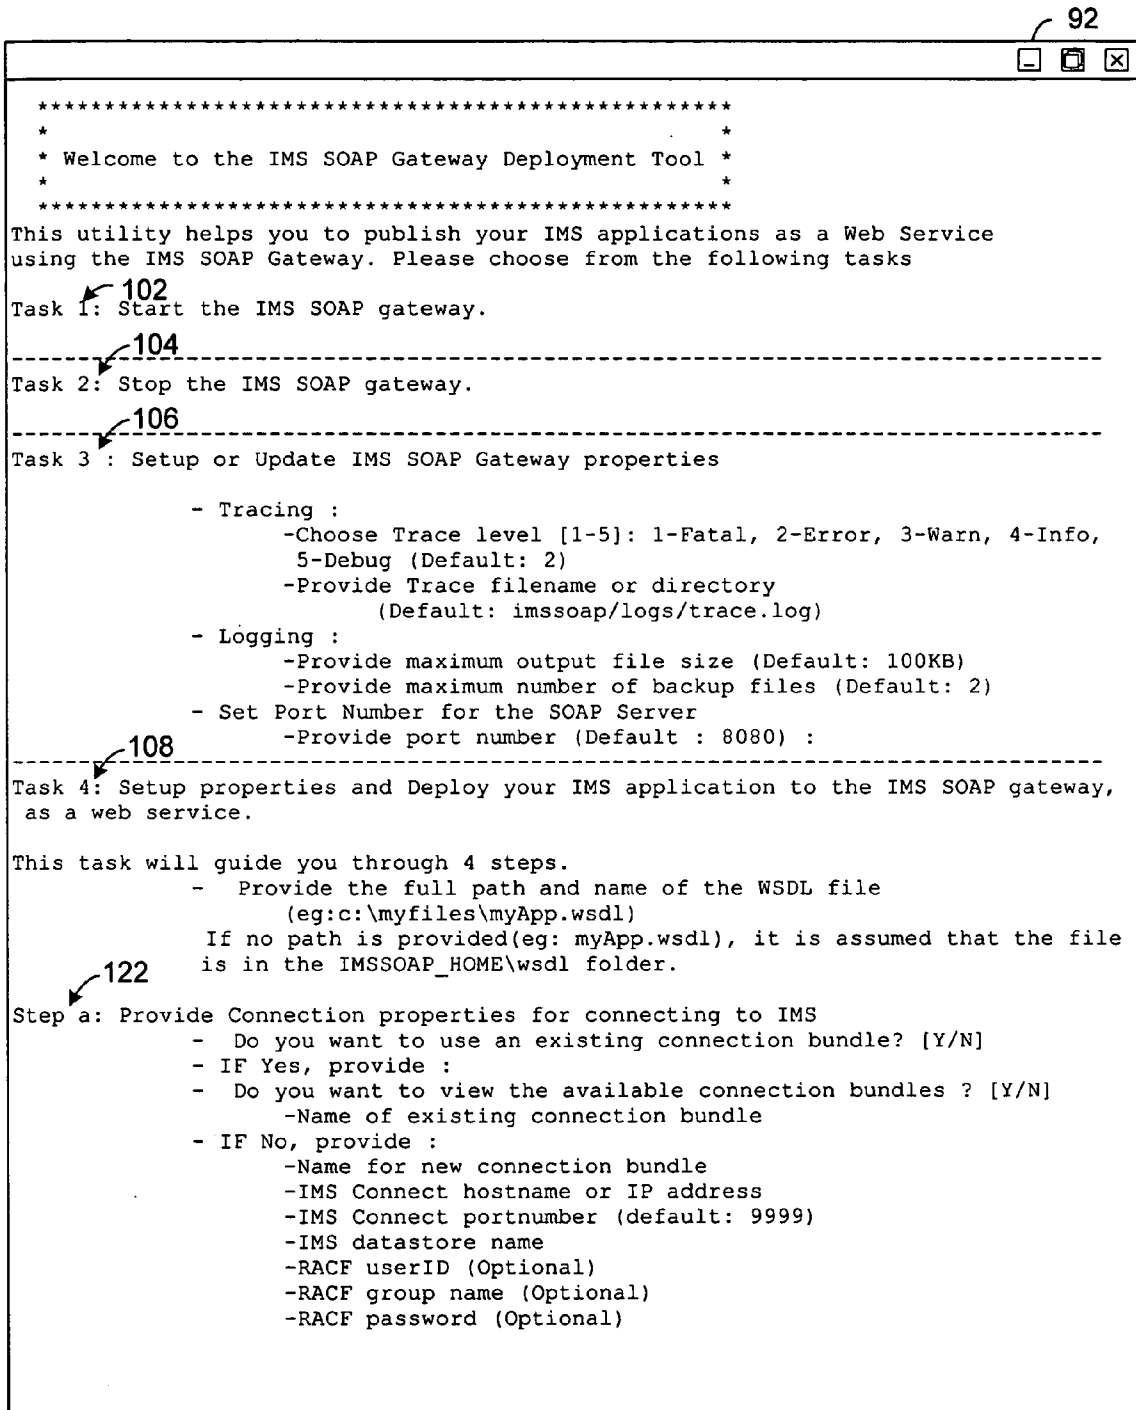 92
****************************************************
* *
* Welcome to the IMS SOAP Gateway Deployment Tool *
* *
****************************************************
This utility helps you to publish your IMS applications as a Web Service
using the IMS SOAP Gateway. Please choose from the following tasks
102
Task 1: Start the IMS SOAP gateway.
104
Task 2: Stop the IMS SOAP gateway.
106
Task 3 : Setup or Update IMS SOAP Gateway properties
- Tracing :
-Choose Trace level [1-5]: 1-Fatal, 2-Error, 3-Warn, 4-Info,
5-Debug (Default: 2)
-Provide Trace filename or directory
(Default: imssoap/logs/trace.log)
- Logging :
-Provide maximum output file size (Default: 100KB)
-Provide maximum number of backup files (Default: 2)
- Set Port Number for the SOAP Server
-Provide port number (Default : 8080) :
108
Task 4: Setup properties and Deploy your IMS application to the IMS SOAP gateway,
as a web service.
This task will guide you through 4 steps.
- Provide the full path and name of the WSDL file
(eg:c:\myfiles\myApp.wsdl)
If no path is provided(eg: myApp.wsdl), it is assumed that the file
is in the IMSSOAP_HOME\wsdl folder.
122
Step a: Provide Connection properties for connecting to IMS
- Do you want to use an existing connection bundle? [Y/N]
- IF Yes, provide :
- Do you want to view the available connection bundles ? [Y/N]
-Name of existing connection bundle
- IF No, provide :
-Name for new connection bundle
-IMS Connect hostname or IP address
-IMS Connect portnumber (default: 9999)
-IMS datastore name
-RACF userID (Optional)
-RACF group name (Optional)
-RACF password (Optional)